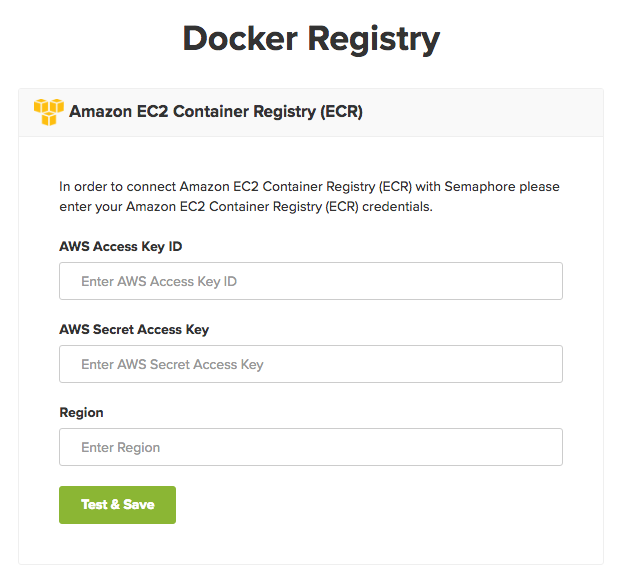 Docker Registry
Amazon EC2 Container Registry (ECR)
In order to connect Amazon EC2 Container Registry (ECR) with Semaphore please
enter your Amazon EC2 Container Registry (ECR) credentials.
AWS Access Key ID
Enter AWS Access Key ID
AWS Secret Access Key
Enter AWS Secret Access Key
Region
Enter Region
Test & Save